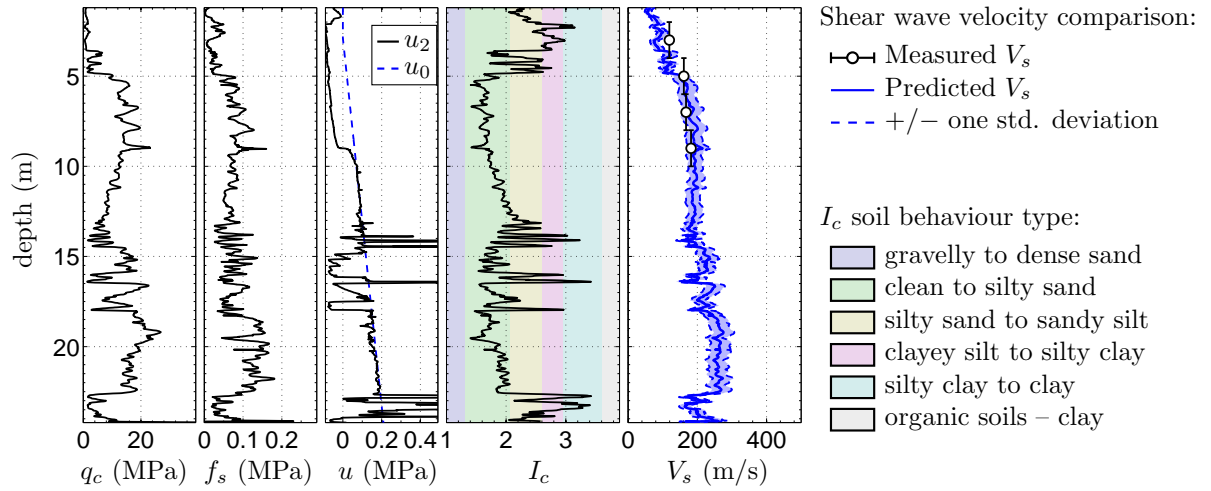 Shear wave velocity comparison:
Measured V_s
Predicted V_s
+/− one std. deviation
u_2
u_0
depth (m)
5
10
15
20
I_c soil behaviour type:
gravelly to dense sand
clean to silty sand
silty sand to sandy silt
clayey silt to silty clay
silty clay to clay
organic soils – clay
0 20 0 0.1 0.2 0 0.2 0.4 1 2 3 0 200 400
q_c (MPa) f_s (MPa) u (MPa) I_c V_s (m/s)